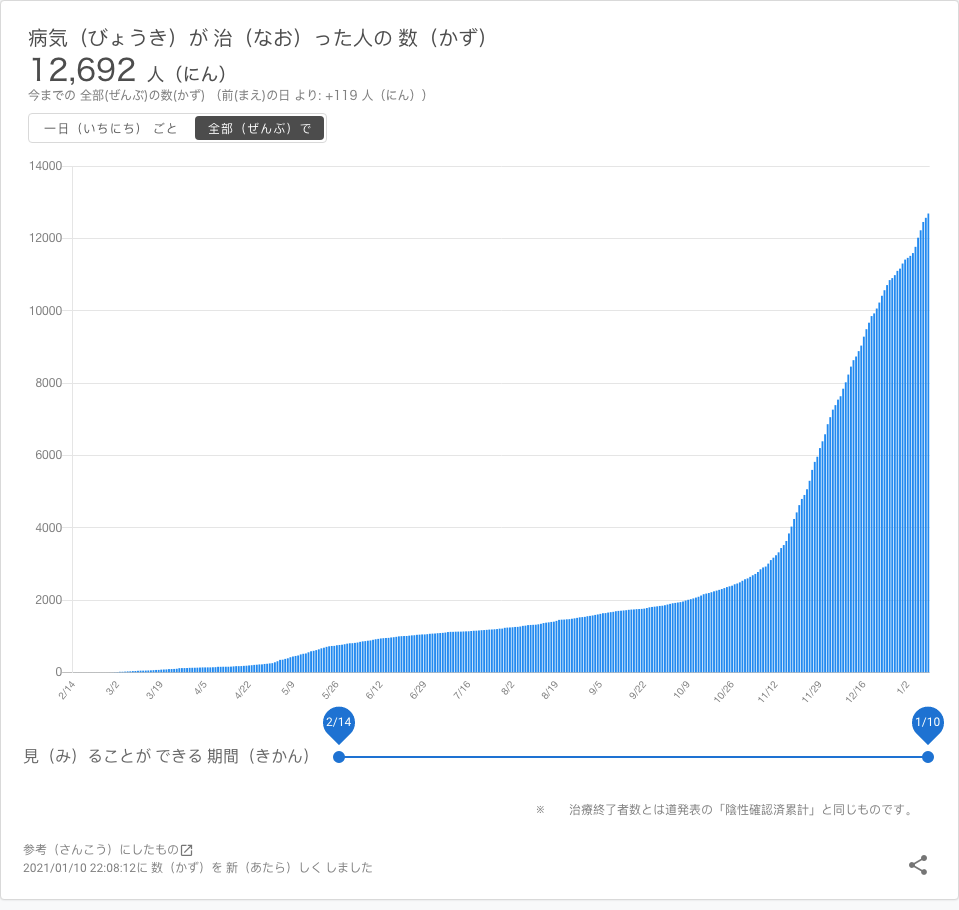 病気（びょうき）が 治（なお）った人の 数（かず）
12,692 人（にん）
今までの 全部(ぜんぶ)の数(かず) （前(まえ)の日 より: +119 人（にん））
一日（いちにち） ごと 全部（ぜんぶ）で
14000
12000
10000
8000
6000
4000
2000
0
2/14 3/2 3/19 4/5 4/22 5/9 5/26 6/12 6/29 7/16 8/2 8/19 9/5 9/22 10/9 10/26 11/12 11/29 12/16 1/2
2/14 1/10
見（み）ることが できる 期間（きかん）
※ 治療終了者数とは道発表の「陰性確認済累計」と同じものです。
参考（さんこう）にしたもの
2021/01/10 22:08:12に 数（かず）を 新（あたら）しく しました